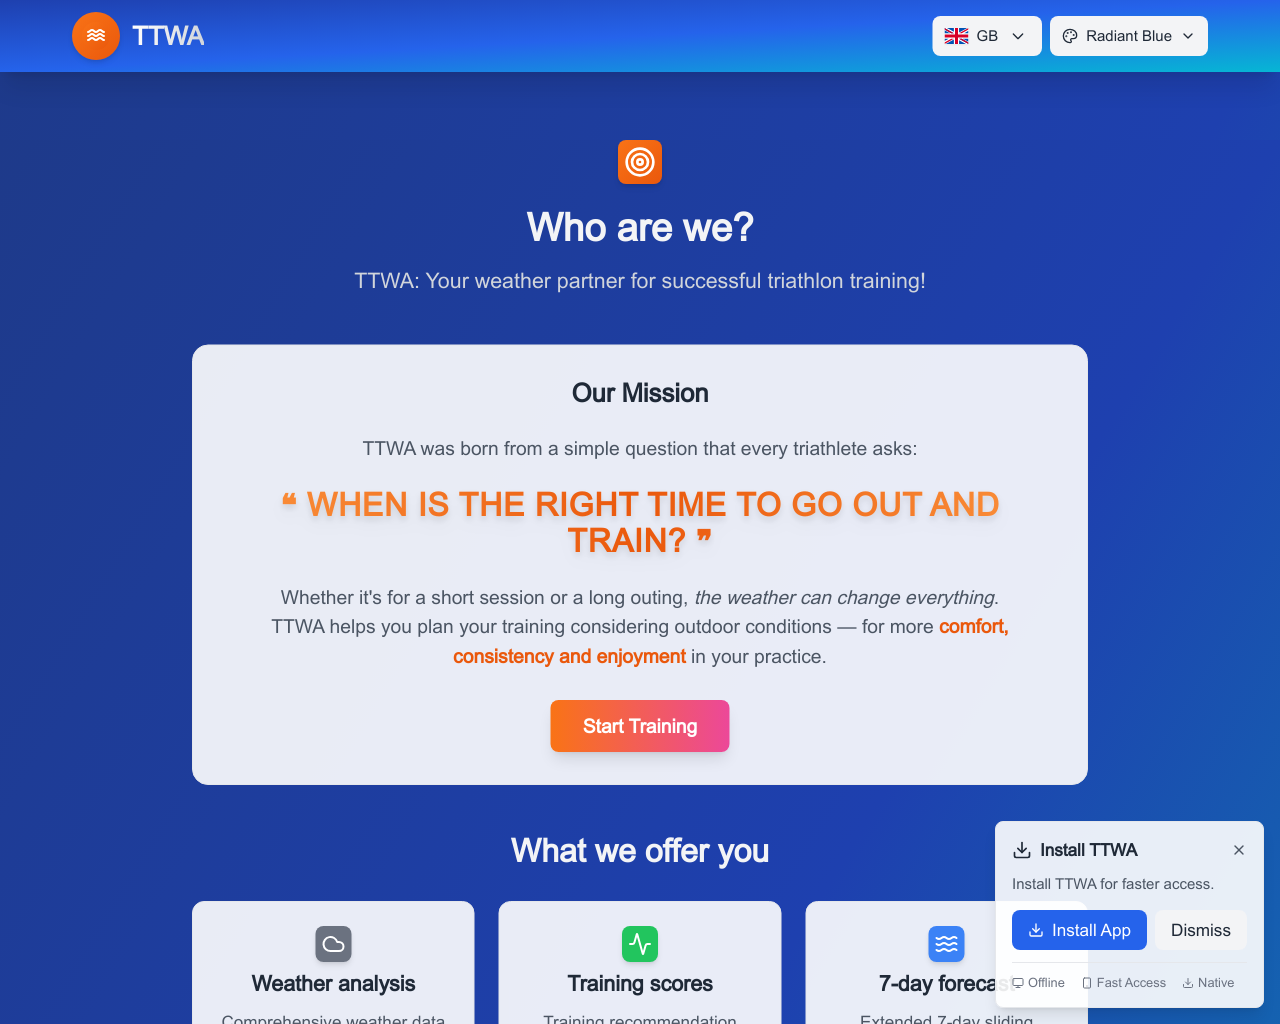 TTWA
GB
Radiant Blue
Who are we?
TTWA: Your weather partner for successful triathlon training!
Our Mission
TTWA was born from a simple question that every triathlete asks:
❝ WHEN IS THE RIGHT TIME TO GO OUT AND
TRAIN? ❞
Whether it's for a short session or a long outing, the weather can change everything.
TTWA helps you plan your training considering outdoor conditions — for more comfort,
consistency and enjoyment in your practice.
Start Training
What we offer you
Weather analysis
Comprehensive weather data
Training scores
Training recommendation
7-day forecast
Extended 7-day sliding
Install TTWA
Install TTWA for faster access.
Install App
Dismiss
Offline
Fast Access
Native